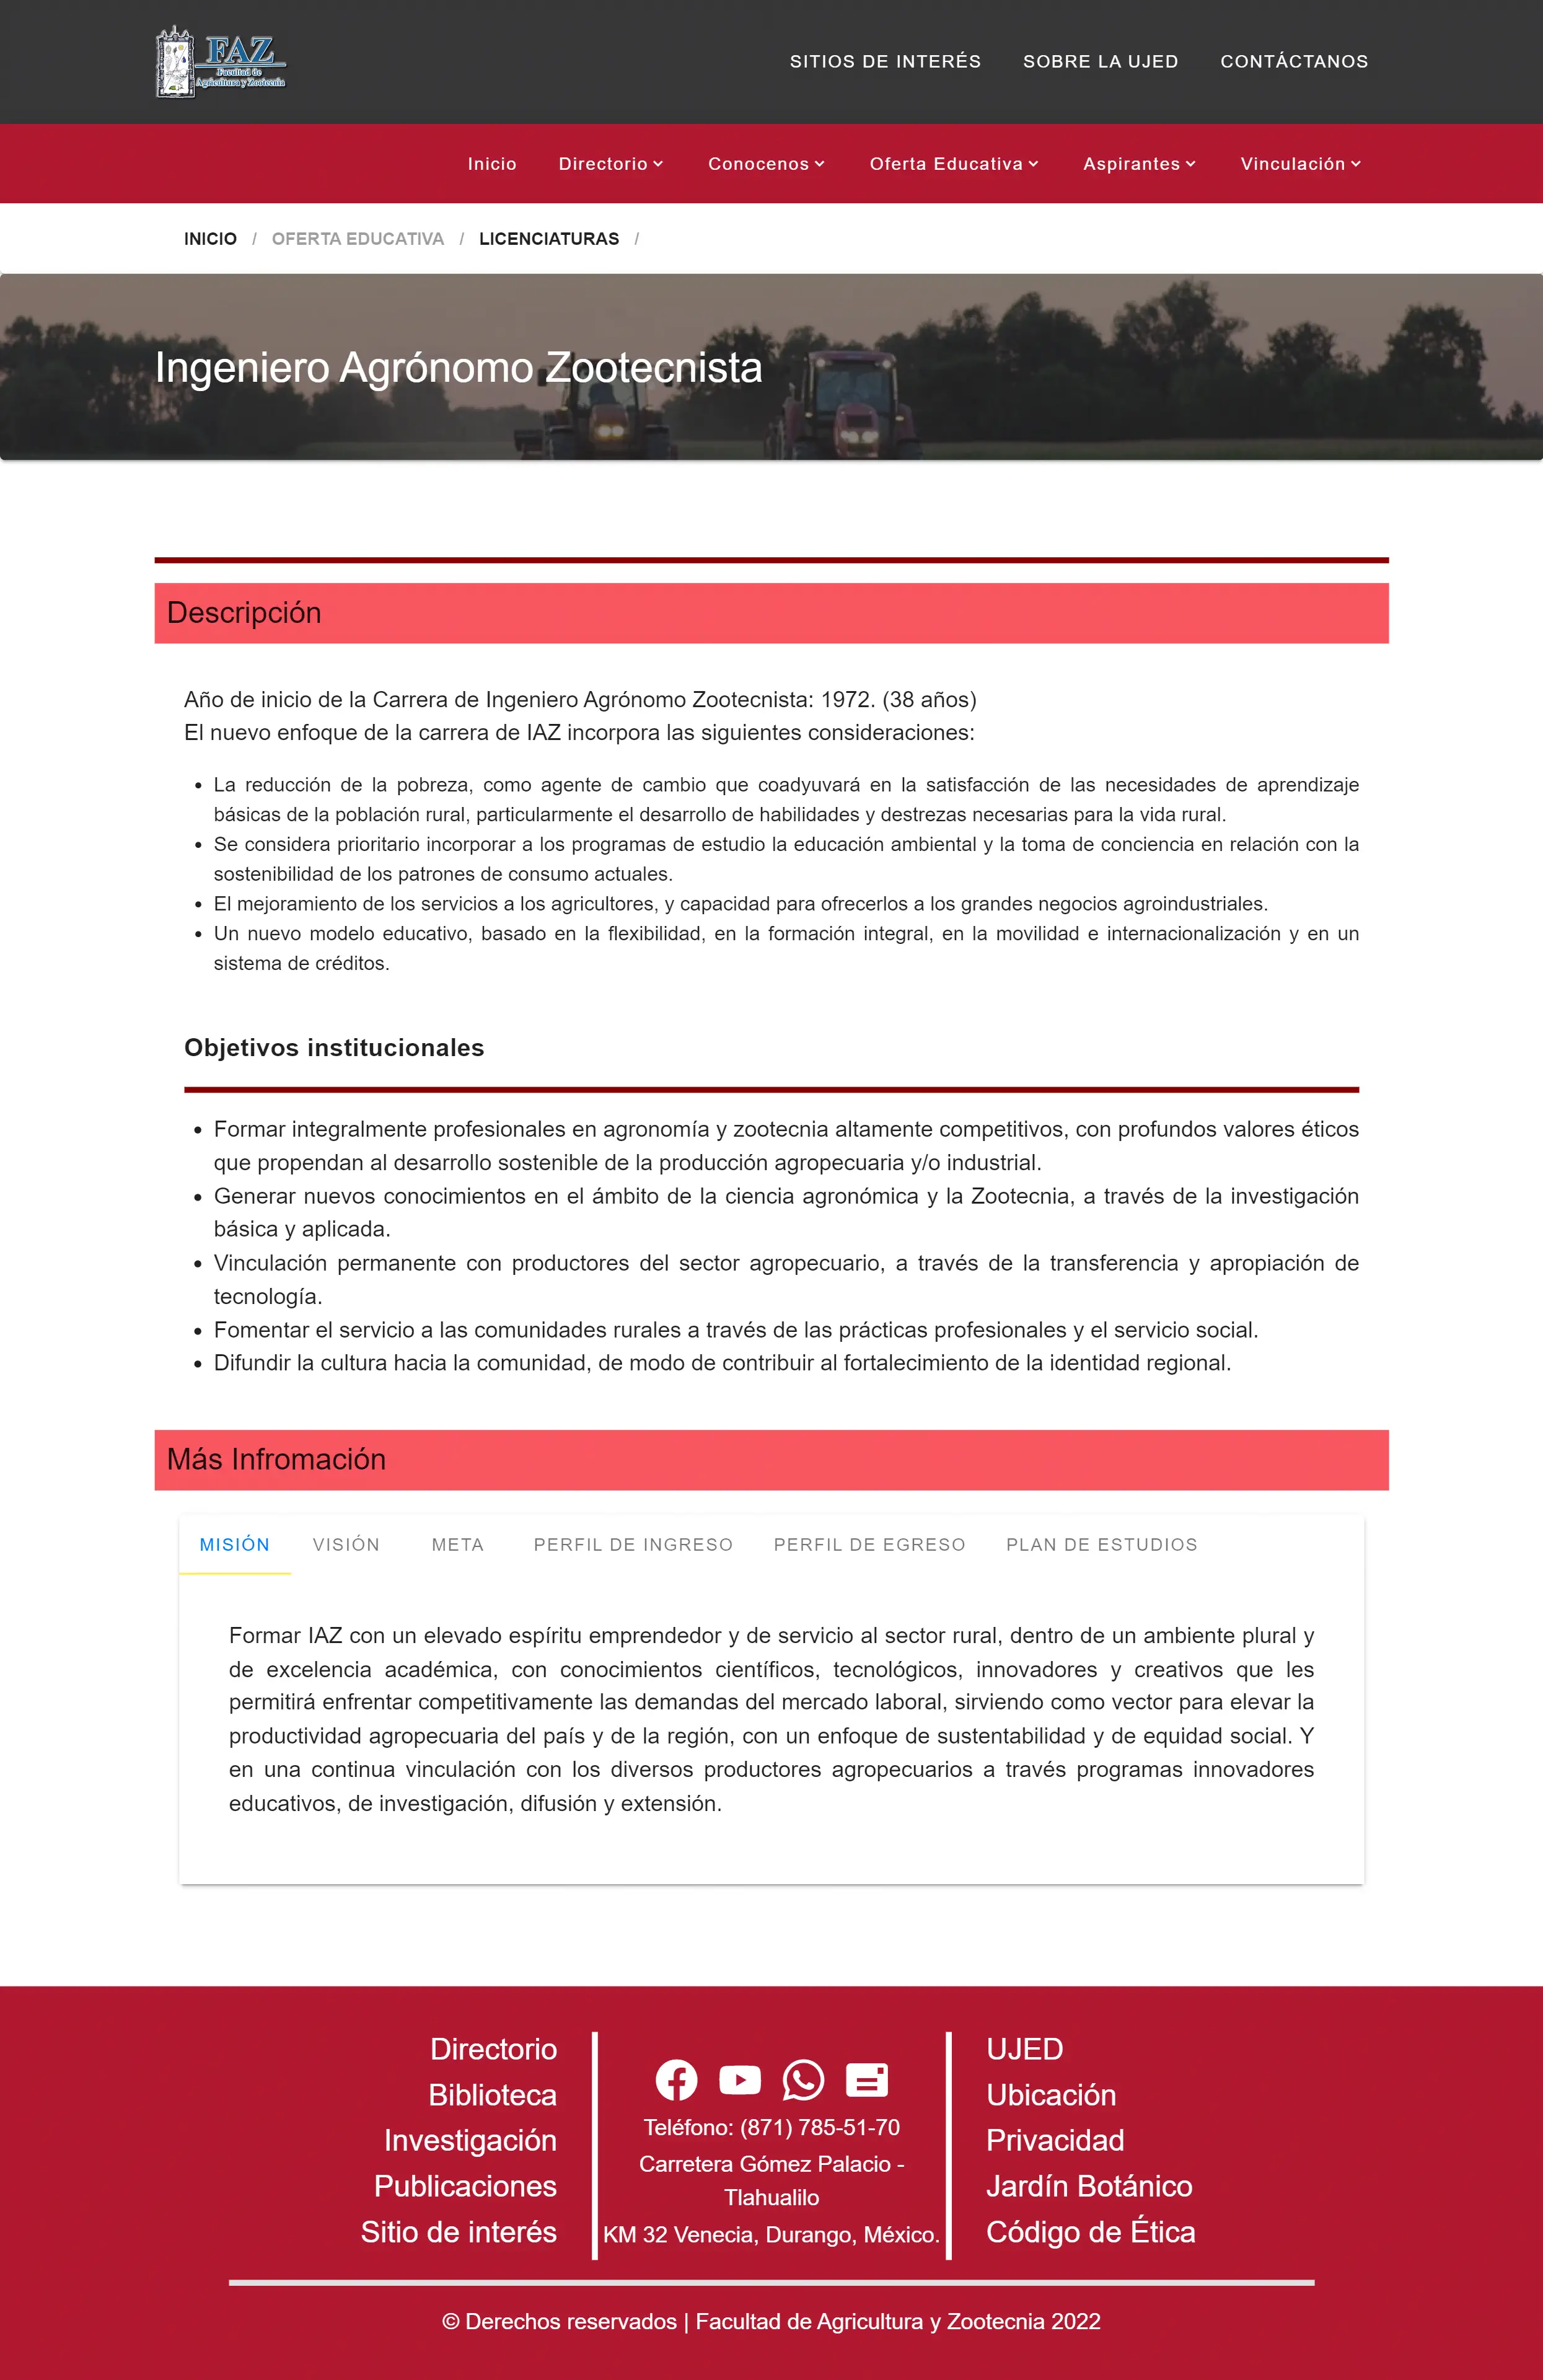 FAZ
Facultad de
Agricultura y Zootecnia
SITIOS DE INTERÉS SOBRE LA UJED CONTÁCTANOS
Inicio Directorio Conocenos Oferta Educativa Aspirantes Vinculación
INICIO / OFERTA EDUCATIVA / LICENCIATURAS /
Ingeniero Agrónomo Zootecnista
Descripción
Año de inicio de la Carrera de Ingeniero Agrónomo Zootecnista: 1972. (38 años)
El nuevo enfoque de la carrera de IAZ incorpora las siguientes consideraciones:
• La reducción de la pobreza, como agente de cambio que coadyuvará en la satisfacción de las necesidades de aprendizaje
básicas de la población rural, particularmente el desarrollo de habilidades y destrezas necesarias para la vida rural.
• Se considera prioritario incorporar a los programas de estudio la educación ambiental y la toma de conciencia en relación con la
sostenibilidad de los patrones de consumo actuales.
• El mejoramiento de los servicios a los agricultores, y capacidad para ofrecerlos a los grandes negocios agroindustriales.
• Un nuevo modelo educativo, basado en la flexibilidad, en la formación integral, en la movilidad e internacionalización y en un
sistema de créditos.
Objetivos institucionales
• Formar integralmente profesionales en agronomía y zootecnia altamente competitivos, con profundos valores éticos
que propendan al desarrollo sostenible de la producción agropecuaria y/o industrial.
• Generar nuevos conocimientos en el ámbito de la ciencia agronómica y la Zootecnia, a través de la investigación
básica y aplicada.
• Vinculación permanente con productores del sector agropecuario, a través de la transferencia y apropiación de
tecnología.
• Fomentar el servicio a las comunidades rurales a través de las prácticas profesionales y el servicio social.
• Difundir la cultura hacia la comunidad, de modo de contribuir al fortalecimiento de la identidad regional.
Más Infromación
MISIÓN VISIÓN META PERFIL DE INGRESO PERFIL DE EGRESO PLAN DE ESTUDIOS
Formar IAZ con un elevado espíritu emprendedor y de servicio al sector rural, dentro de un ambiente plural y
de excelencia académica, con conocimientos científicos, tecnológicos, innovadores y creativos que les
permitirá enfrentar competitivamente las demandas del mercado laboral, sirviendo como vector para elevar la
productividad agropecuaria del país y de la región, con un enfoque de sustentabilidad y de equidad social. Y
en una continua vinculación con los diversos productores agropecuarios a través programas innovadores
educativos, de investigación, difusión y extensión.
Directorio
Biblioteca
Investigación
Publicaciones
Sitio de interés
Teléfono: (871) 785-51-70
Carretera Gómez Palacio -
Tlahualilo
KM 32 Venecia, Durango, México.
UJED
Ubicación
Privacidad
Jardín Botánico
Código de Ética
© Derechos reservados | Facultad de Agricultura y Zootecnia 2022